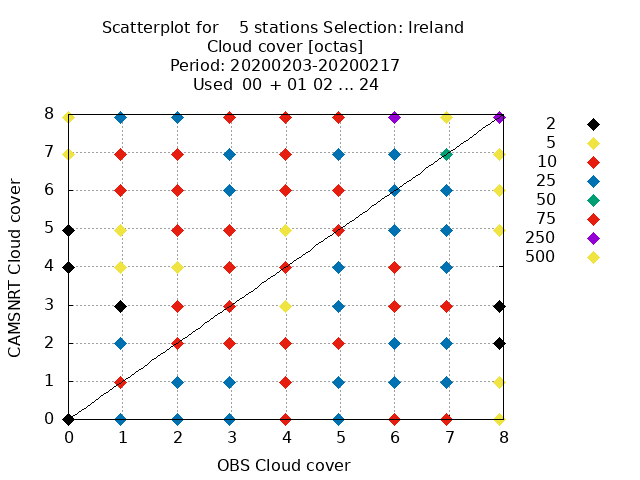 Scatterplot for    5 stations Selection: Ireland
Cloud cover [octas]
Period: 20200203-20200217
Used  00  + 01 02 ... 24
8
7
6
5
4
3
2
1
0
CAMSNRT Cloud cover
0 1 2 3 4 5 6 7 8
OBS Cloud cover
2
5
10
25
50
75
250
500